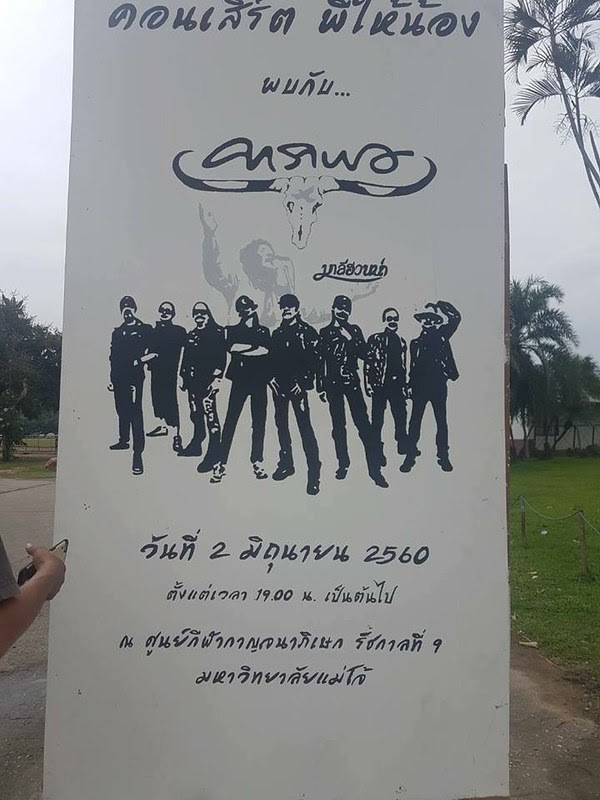 คอนเสิร์ต พี่ให้น้อง
พบกับ...
คาราบาว
มาลีฮวนน่า
วันที่ 2 มิถุนายน 2560
ตั้งแต่เวลา 19.00 น. เป็นต้นไป
ณ ศูนย์กีฬากาญจนาภิเษก รัชกาลที่ 9
มหาวิทยาลัยแม่โจ้